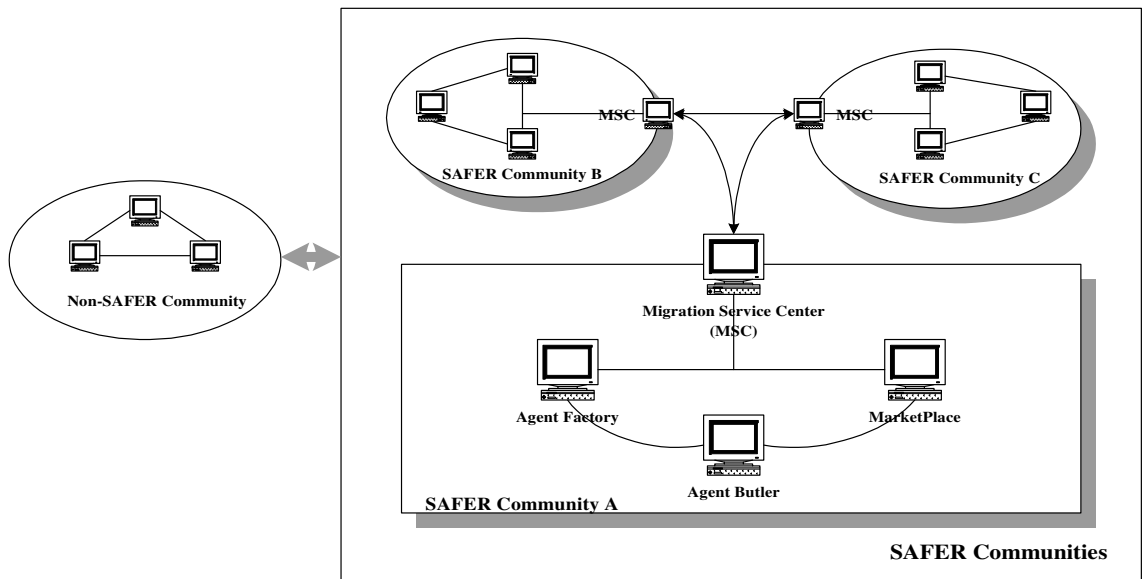 MSC
MSC
SAFER Community B
SAFER Community C
Non-SAFER Community
Migration Service Center
(MSC)
Agent Factory
MarketPlace
Agent Butler
SAFER Community A
SAFER Communities